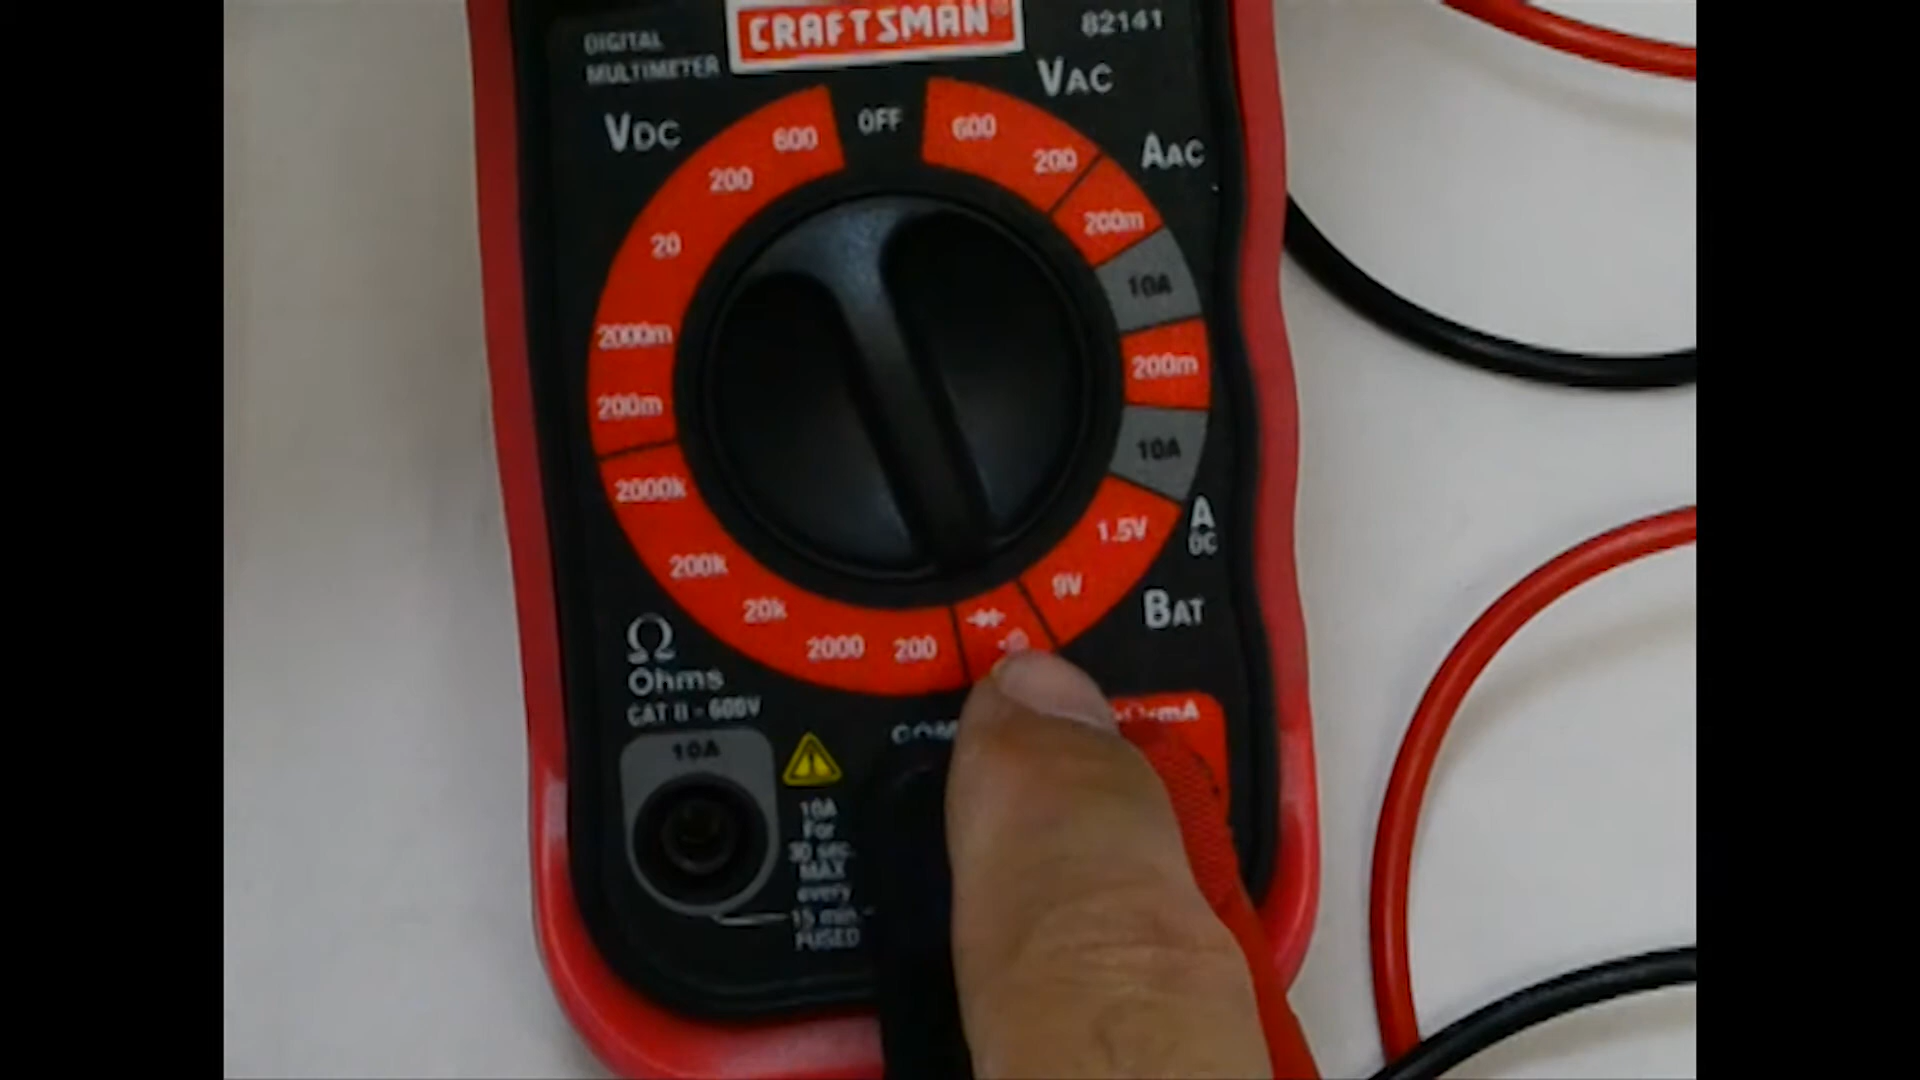 CRAFTSMAN®
82141
DIGITAL
MULTIMETER
VAC
VDC
OFF
600
600
200
200
AAC
20
200m
10A
2000m
200m
200m
10A
2000k
A
DC
1.5V
200k
9V
20k
BAT
2000
200
Ω
Ohms
CAT II - 600V
COM
mA
10A
10A
For
30 sec.
MAX
every
15 min.
FUSED